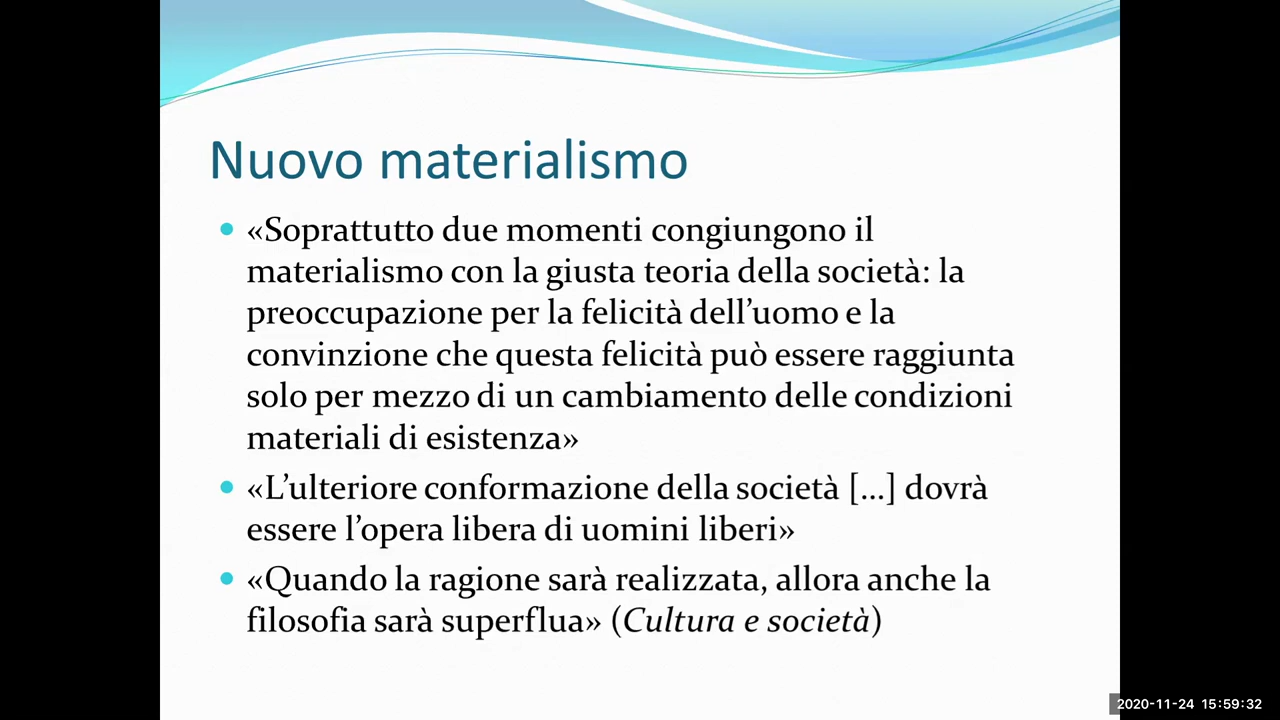 Nuovo materialismo
• «Soprattutto due momenti congiungono il
materialismo con la giusta teoria della società: la
preoccupazione per la felicità dell’uomo e la
convinzione che questa felicità può essere raggiunta
solo per mezzo di un cambiamento delle condizioni
materiali di esistenza»
• «L’ulteriore conformazione della società [...] dovrà
essere l’opera libera di uomini liberi»
• «Quando la ragione sarà realizzata, allora anche la
filosofia sarà superflua» (Cultura e società)
2020-11-24 15:59:32